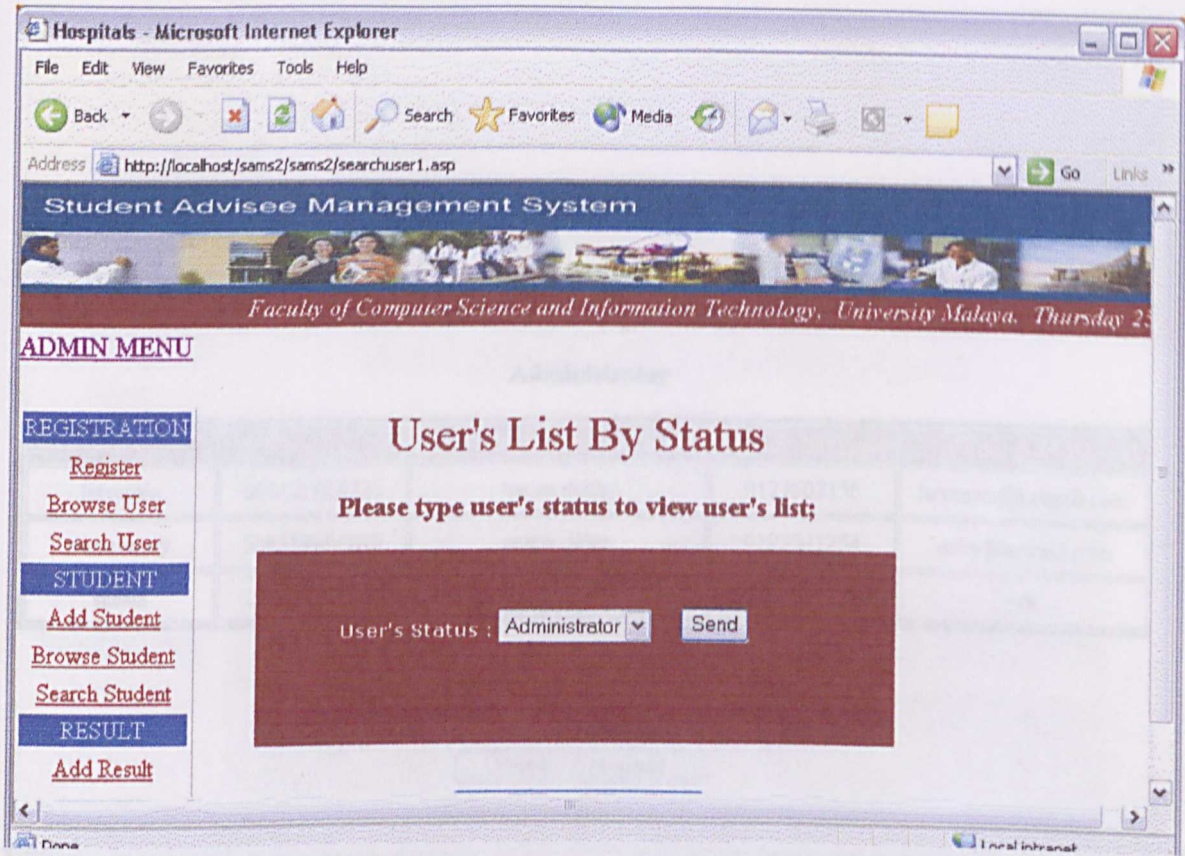 Hospitals - Microsoft Internet Explorer
File Edit View Favorites Tools Help
Back Search Favorites Media
Address http://localhost/sams2/sams2/searchuser1.asp Go Links »
Student Advisee Management System
Faculty of Computer Science and Information Technology, University Malaya. Thursday 25
ADMIN MENU
REGISTRATION
Register
Browse User
Search User
STUDENT
Add Student
Browse Student
Search Student
RESULT
Add Result
User's List By Status
Please type user's status to view user's list;
User's Status : Administrator Send
Done Local intranet